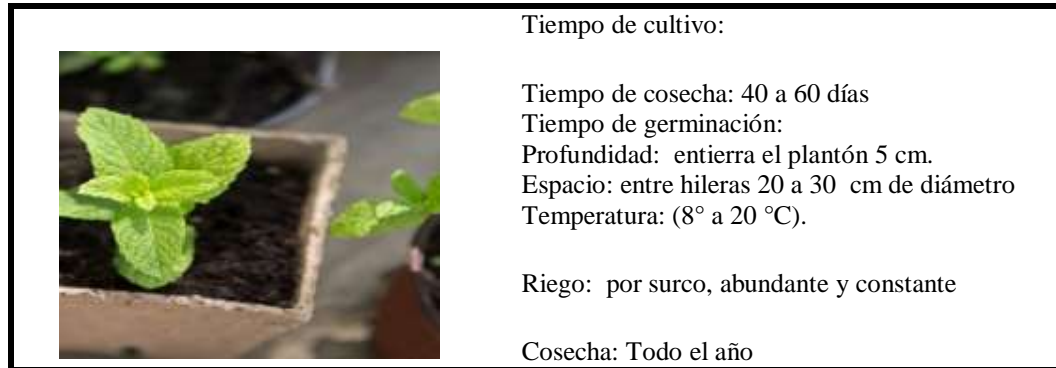 Tiempo de cultivo:
Tiempo de cosecha: 40 a 60 días
Tiempo de germinación:
Profundidad:  entierra el plantón 5 cm.
Espacio: entre hileras 20 a 30  cm de diámetro
Temperatura: (8° a 20 °C).
Riego:  por surco, abundante y constante
Cosecha: Todo el año